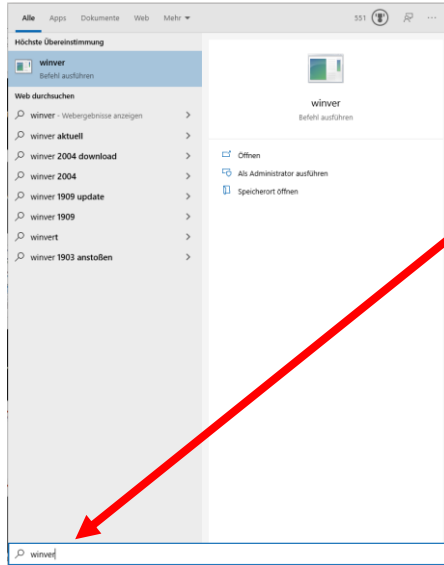 Alle Apps Dokumente Web Mehr 551 ...
Höchste Übereinstimmung
winver
Befehl ausführen
Web durchsuchen
winver - Webergebnisse anzeigen
winver aktuell
winver 2004 download
winver 2004
winver 1909 update
winver 1909
winvert
winver 1903 anstoßen
winver
Befehl ausführen
Öffnen
Als Administrator ausführen
Speicherort öffnen
winver